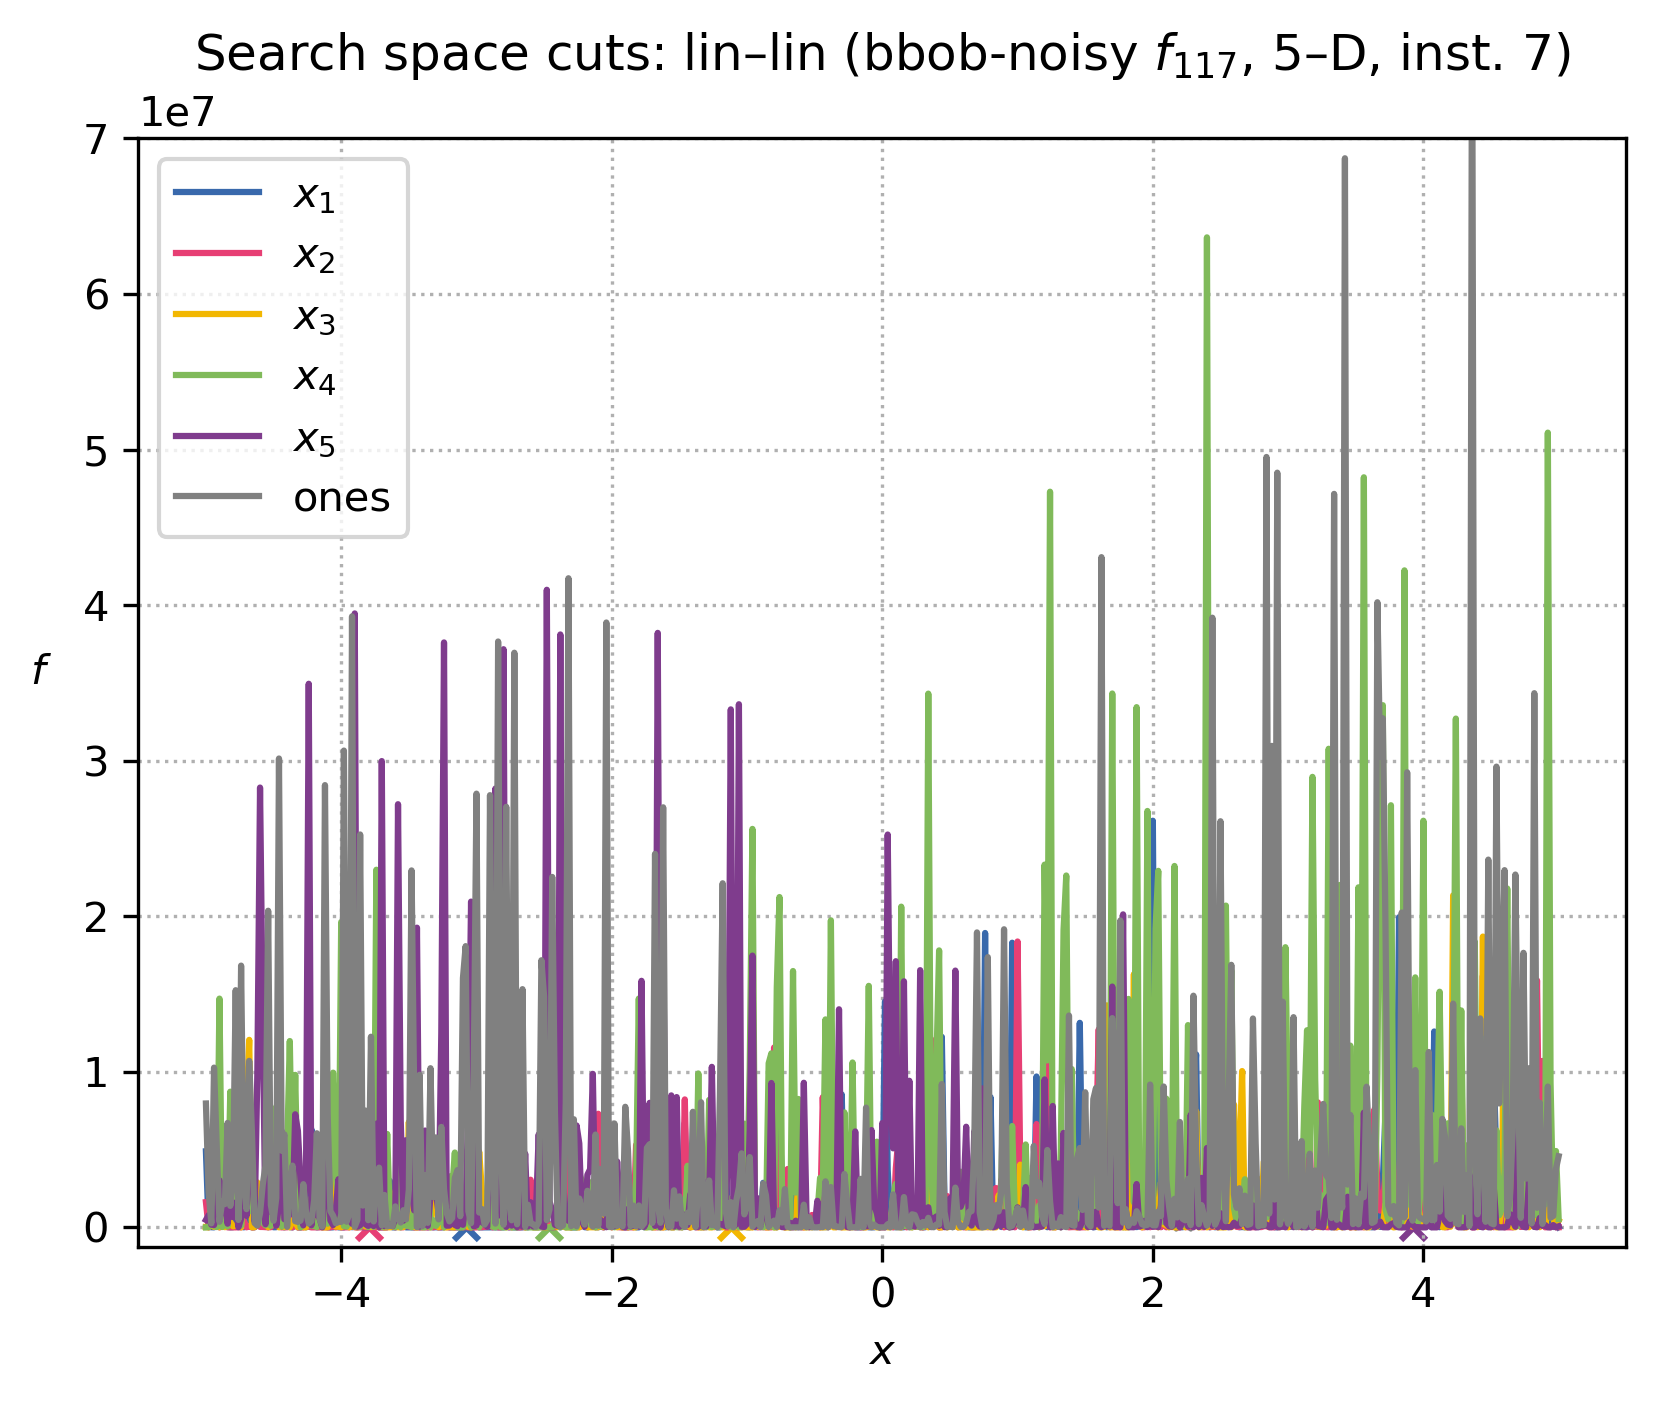 Search space cuts: lin–lin (bbob-noisy f₁₁₇, 5–D, inst. 7)
1e7
7
6
5
4
3
2
1
0
f
x₁
x₂
x₃
x₄
x₅
ones
−4 −2 0 2 4
x